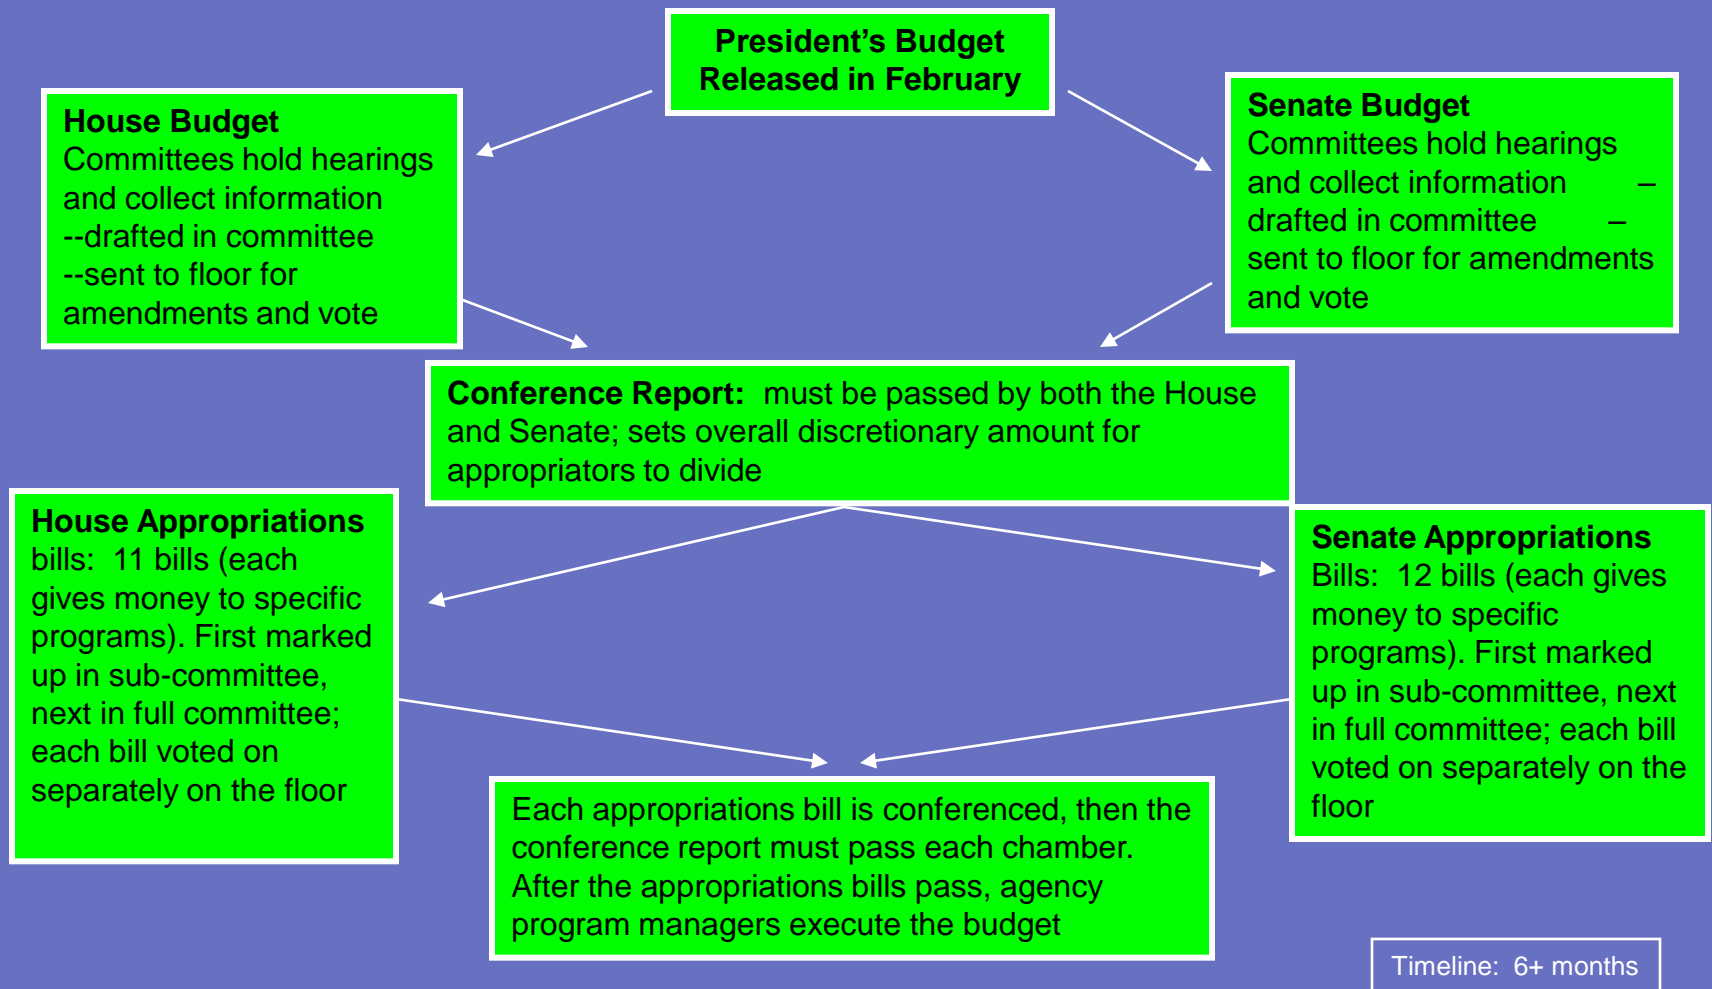 President’s Budget
Released in February
House Budget
Committees hold hearings
and collect information
--drafted in committee
--sent to floor for
amendments and vote
Senate Budget
Committees hold hearings
and collect information –
drafted in committee –
sent to floor for amendments
and vote
Conference Report: must be passed by both the House
and Senate; sets overall discretionary amount for
appropriators to divide
House Appropriations
bills: 11 bills (each
gives money to specific
programs). First marked
up in sub-committee,
next in full committee;
each bill voted on
separately on the floor
Senate Appropriations
Bills: 12 bills (each gives
money to specific
programs). First marked
up in sub-committee, next
in full committee; each bill
voted on separately on the
floor
Each appropriations bill is conferenced, then the
conference report must pass each chamber.
After the appropriations bills pass, agency
program managers execute the budget
Timeline: 6+ months